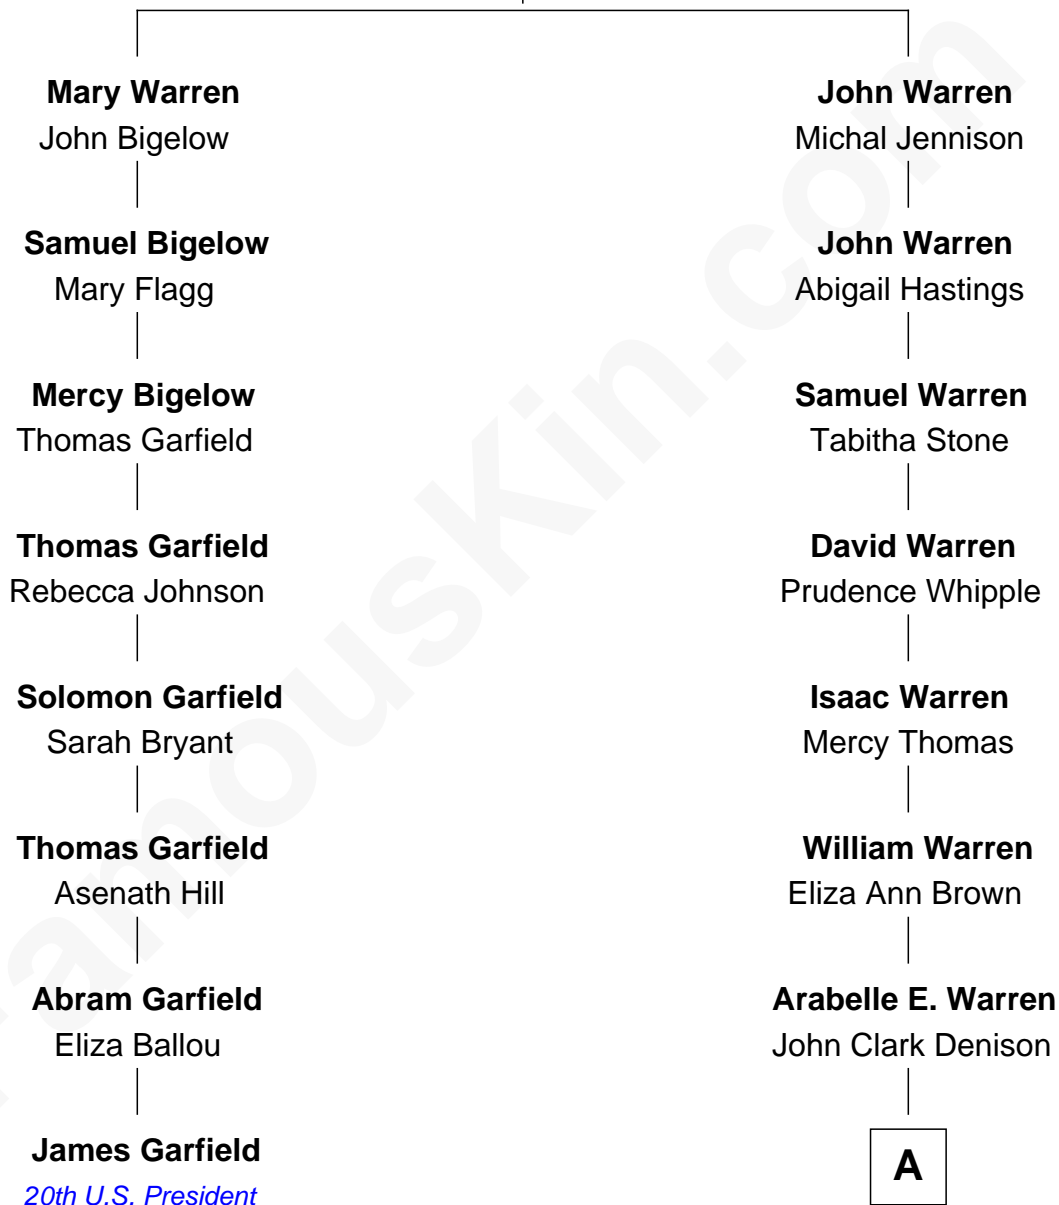 Mary Warren
John Bigelow
John Warren
Michal Jennison
Samuel Bigelow
Mary Flagg
John Warren
Abigail Hastings
Mercy Bigelow
Thomas Garfield
Samuel Warren
Tabitha Stone
Thomas Garfield
Rebecca Johnson
David Warren
Prudence Whipple
Solomon Garfield
Sarah Bryant
Isaac Warren
Mercy Thomas
Thomas Garfield
Asenath Hill
William Warren
Eliza Ann Brown
Abram Garfield
Eliza Ballou
Arabelle E. Warren
John Clark Denison
James Garfield
20th U.S. President
A
FamousKin.com